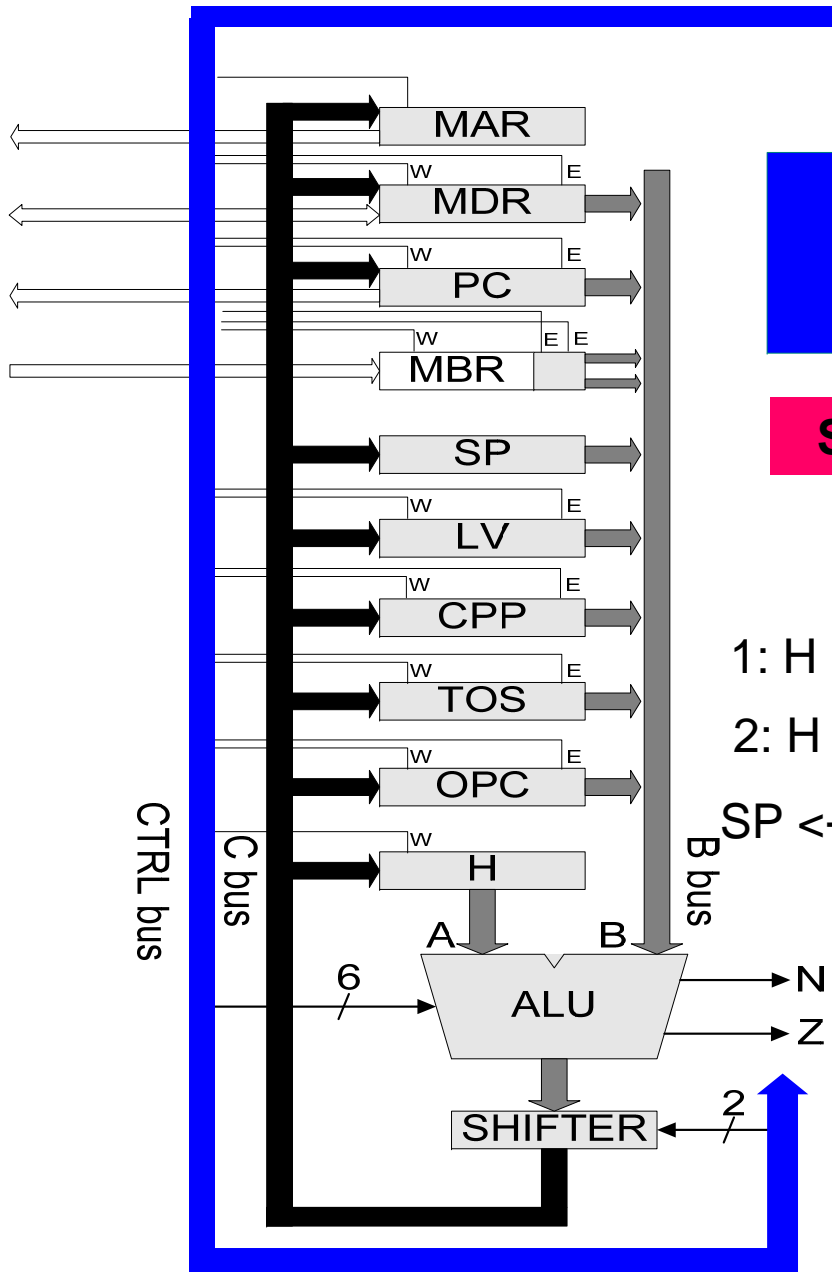 MAR
W E
MDR
W E
PC
W E E
MBR
SP
W E
LV
W E
CPP
W E
TOS
W E
OPC
W
H
S
1: H
2: H
SP <-
CTRL bus
C bus
B bus
A B
6
ALU
N
Z
SHIFTER
2